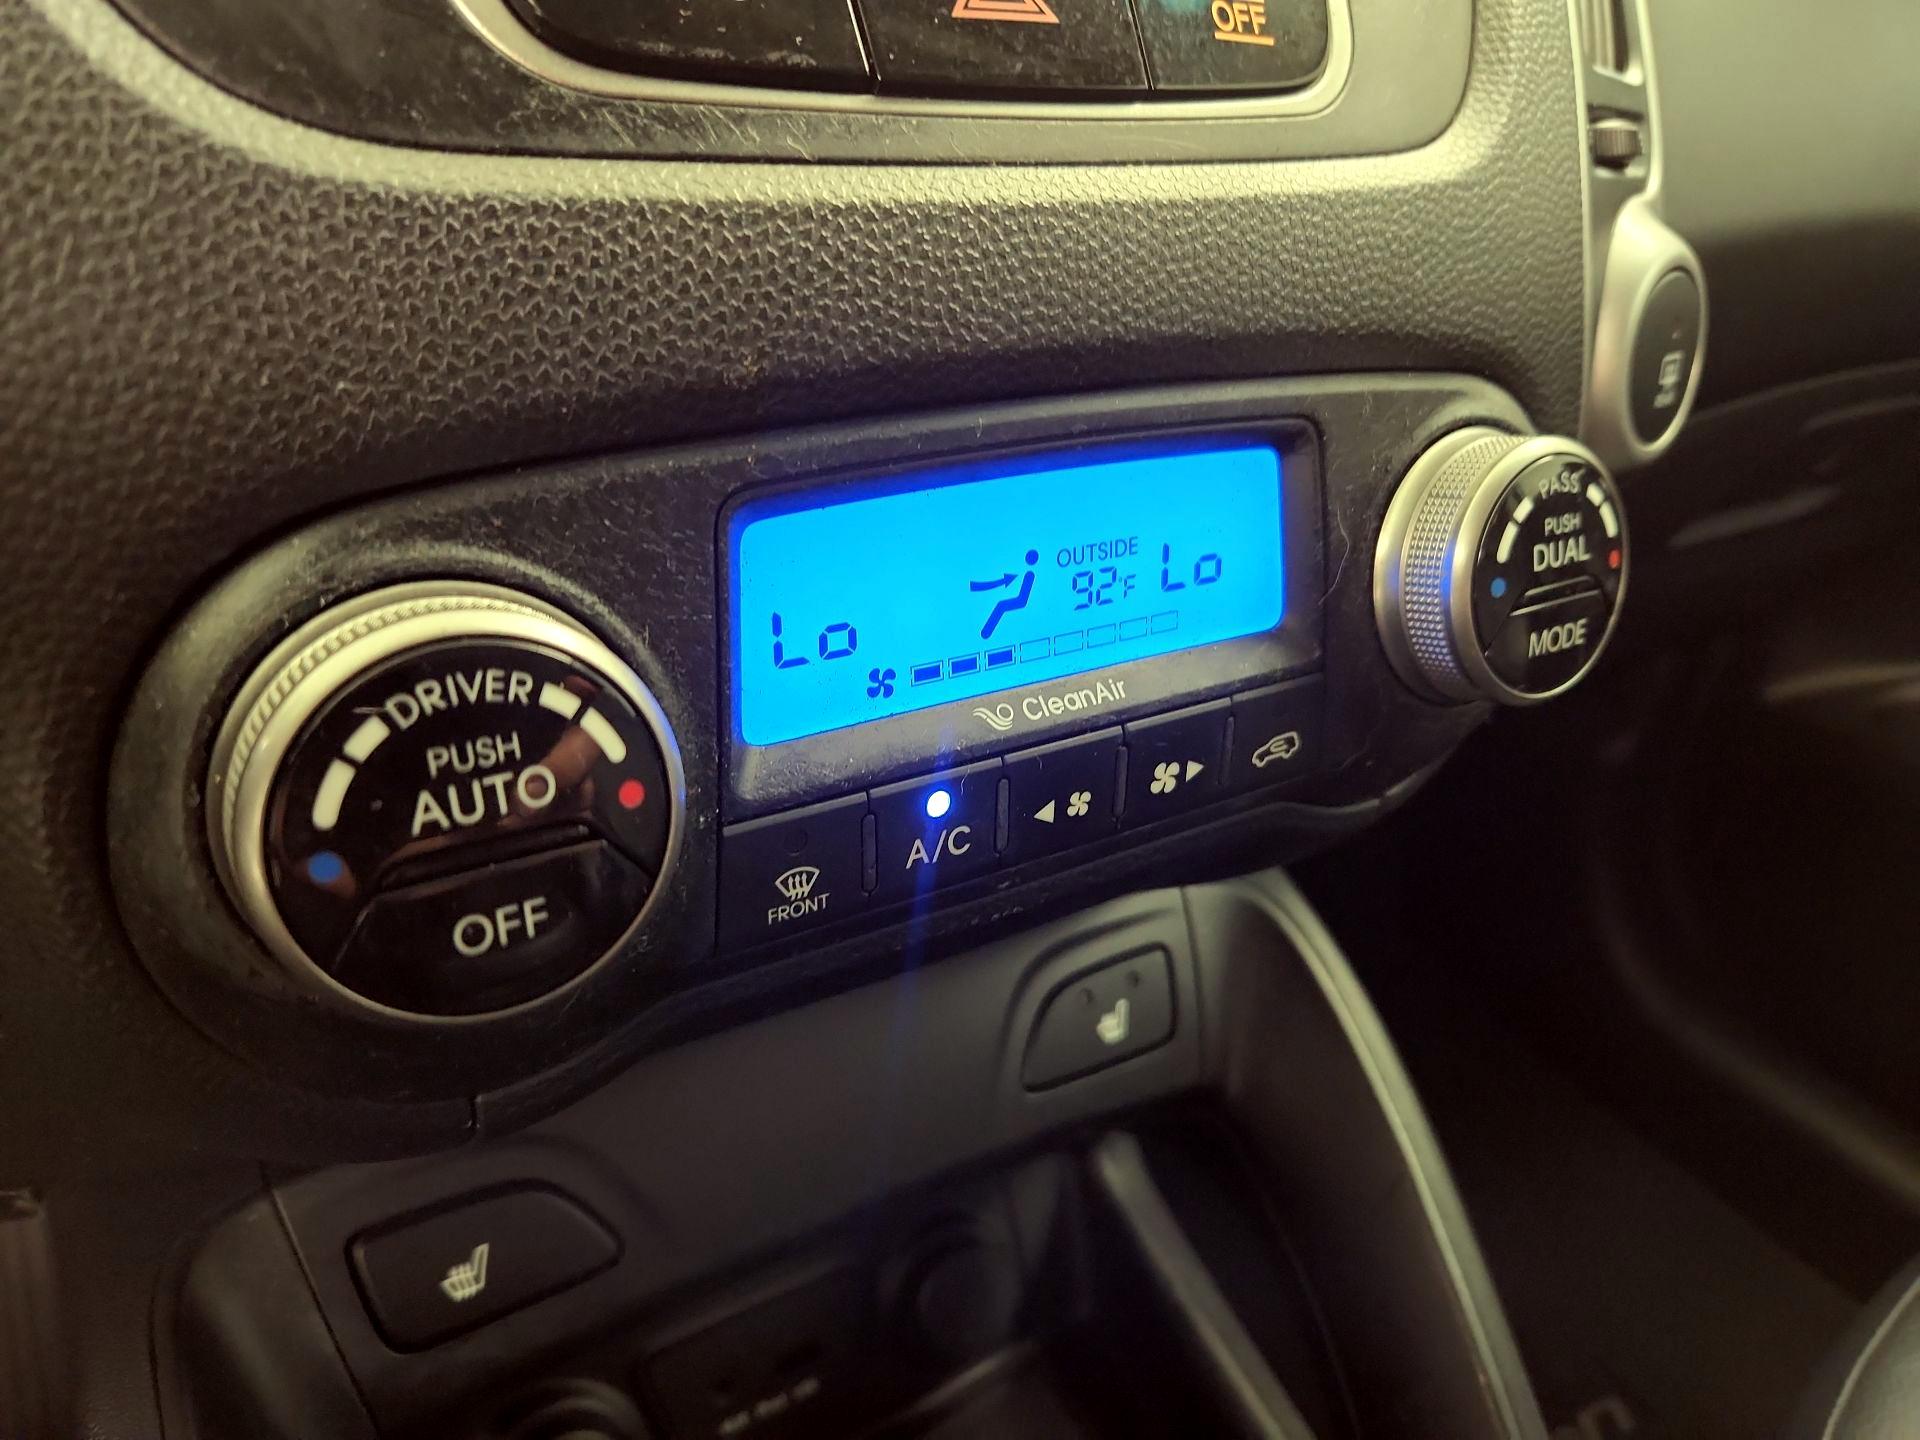 OFF
PASS
PUSH
DUAL
MODE
OUTSIDE
92°F
Lo
Lo
CleanAir
DRIVER
PUSH
AUTO
OFF
A/C
FRONT